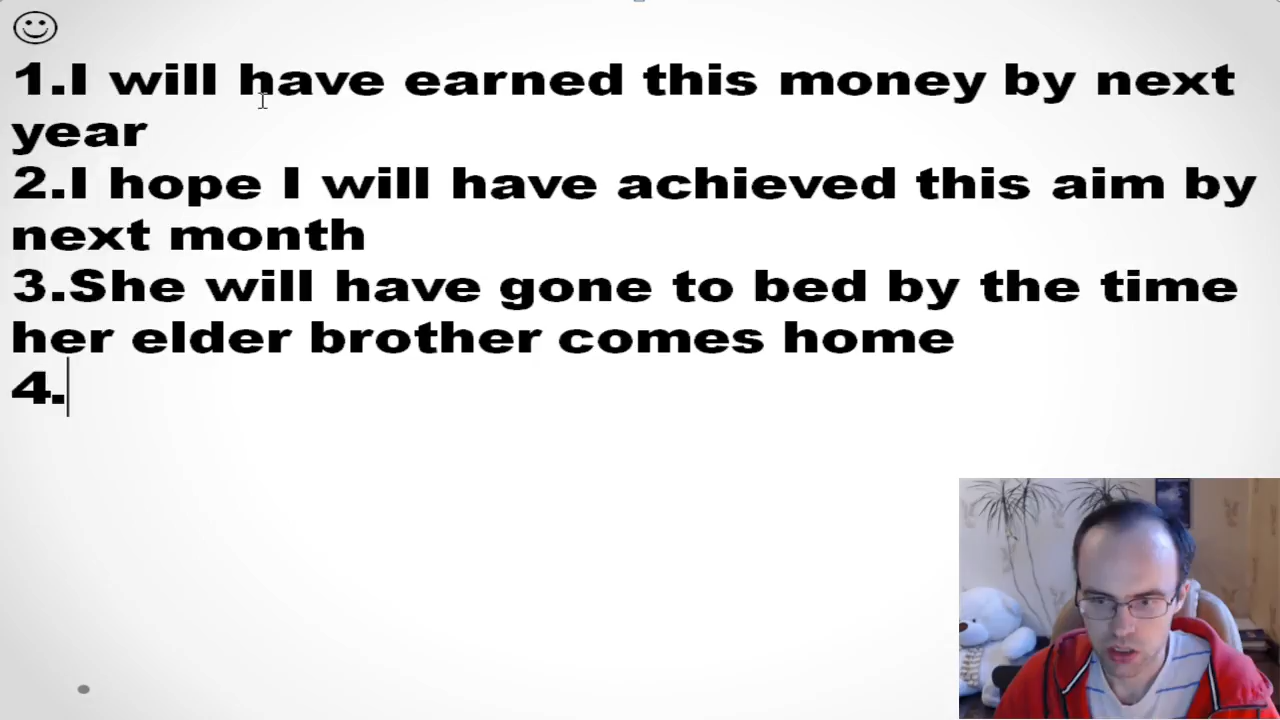 1.I will have earned this money by next
year
2.I hope I will have achieved this aim by
next month
3.She will have gone to bed by the time
her elder brother comes home
4.